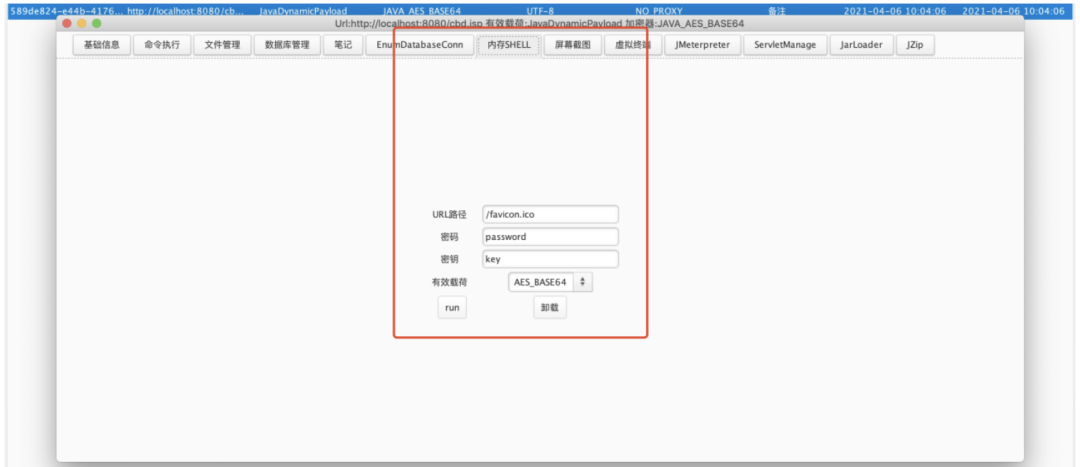 589de824-e44b-4176... http://localhost:8080/cb... JavaDynamicPayload JAVA_AES_BASE64 UTF-8 NO_PROXY 备注 2021-04-06 10:04:06 2021-04-06 10:04:06
Url:http://localhost:8080/cbd.jsp 有效载荷:JavaDynamicPayload 加密器:JAVA_AES_BASE64
基础信息 命令执行 文件管理 数据库管理 笔记 EnumDatabaseConn 内存SHELL 屏幕截图 虚拟终端 JMeterpreter ServletManage JarLoader JZip
URL路径 /favicon.ico
密码 password
密钥 key
有效载荷 AES_BASE64
run 卸载